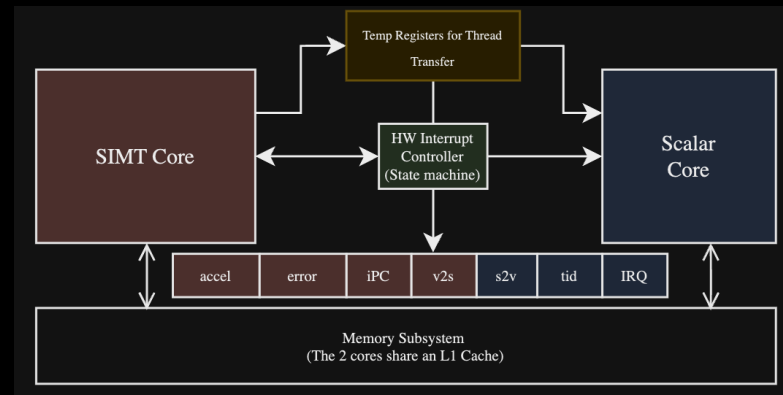 Temp Registers for Thread
Transfer
SIMT Core
HW Interrupt
Controller
(State machine)
Scalar
Core
accel
error
iPC
v2s
s2v
tid
IRQ
Memory Subsystem
(The 2 cores share an L1 Cache)